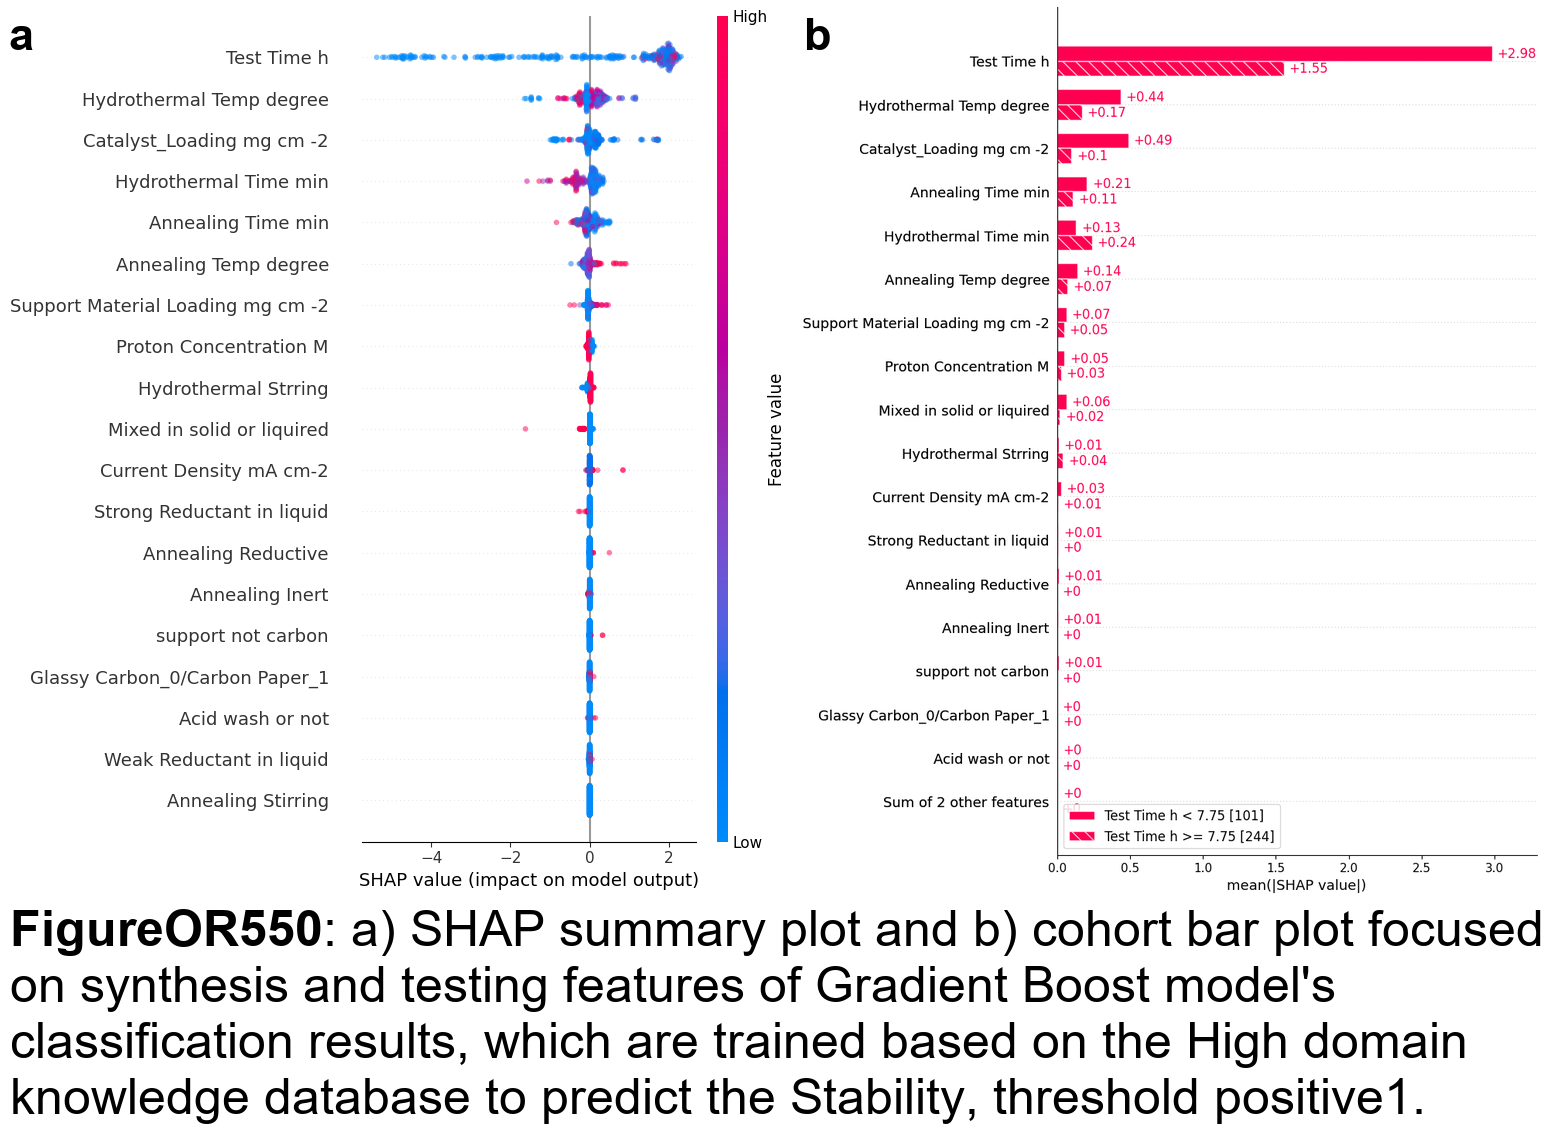 a
Test Time h
Hydrothermal Temp degree
Catalyst_Loading mg cm -2
Hydrothermal Time min
Annealing Time min
Annealing Temp degree
Support Material Loading mg cm -2
Proton Concentration M
Hydrothermal Strring
Mixed in solid or liquired
Current Density mA cm-2
Strong Reductant in liquid
Annealing Reductive
Annealing Inert
support not carbon
Glassy Carbon_0/Carbon Paper_1
Acid wash or not
Weak Reductant in liquid
Annealing Stirring
−4 −2 0 2
SHAP value (impact on model output)
High
Feature value
Low
b
Test Time h +2.98
+1.55
Hydrothermal Temp degree +0.44
+0.17
Catalyst_Loading mg cm -2 +0.49
+0.1
Annealing Time min +0.21
+0.11
Hydrothermal Time min +0.13
+0.24
Annealing Temp degree +0.14
+0.07
Support Material Loading mg cm -2 +0.07
+0.05
Proton Concentration M +0.05
+0.03
Mixed in solid or liquired +0.06
+0.02
Hydrothermal Strring +0.01
+0.04
Current Density mA cm-2 +0.03
+0.01
Strong Reductant in liquid +0.01
+0
Annealing Reductive +0.01
+0
Annealing Inert +0.01
+0
support not carbon +0.01
+0
Glassy Carbon_0/Carbon Paper_1 +0
+0
Acid wash or not +0
+0
Sum of 2 other features +0
+0
Test Time h < 7.75 [101]
Test Time h >= 7.75 [244]
0.0 0.5 1.0 1.5 2.0 2.5 3.0
mean(|SHAP value|)
FigureOR550: a) SHAP summary plot and b) cohort bar plot focused
on synthesis and testing features of Gradient Boost model's
classification results, which are trained based on the High domain
knowledge database to predict the Stability, threshold positive1.